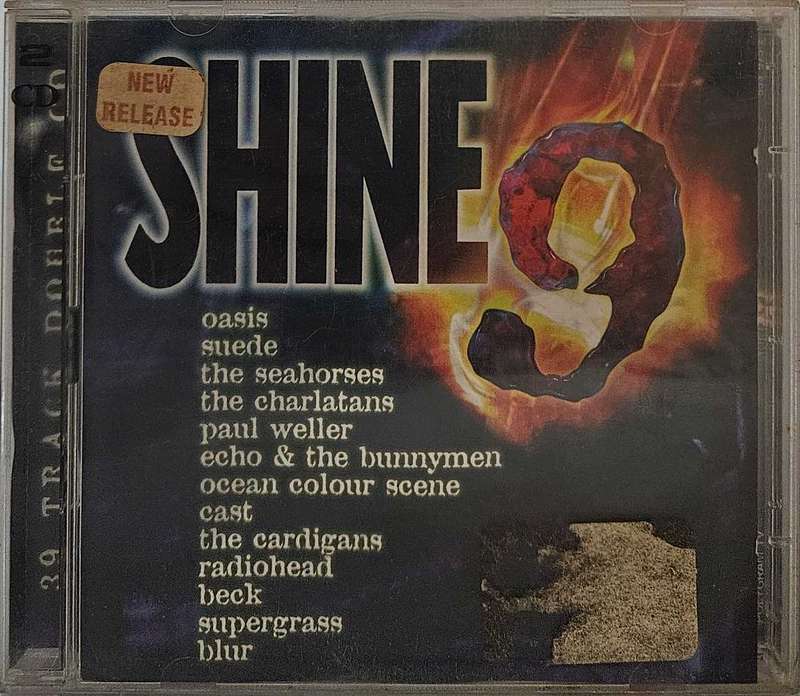 2
CD
39 TRACK DOUBLE CD
NEW
RELEASE
SHINE
9
oasis
suede
the seahorses
the charlatans
paul weller
echo & the bunnymen
ocean colour scene
cast
the cardigans
radiohead
beck
supergrass
blur